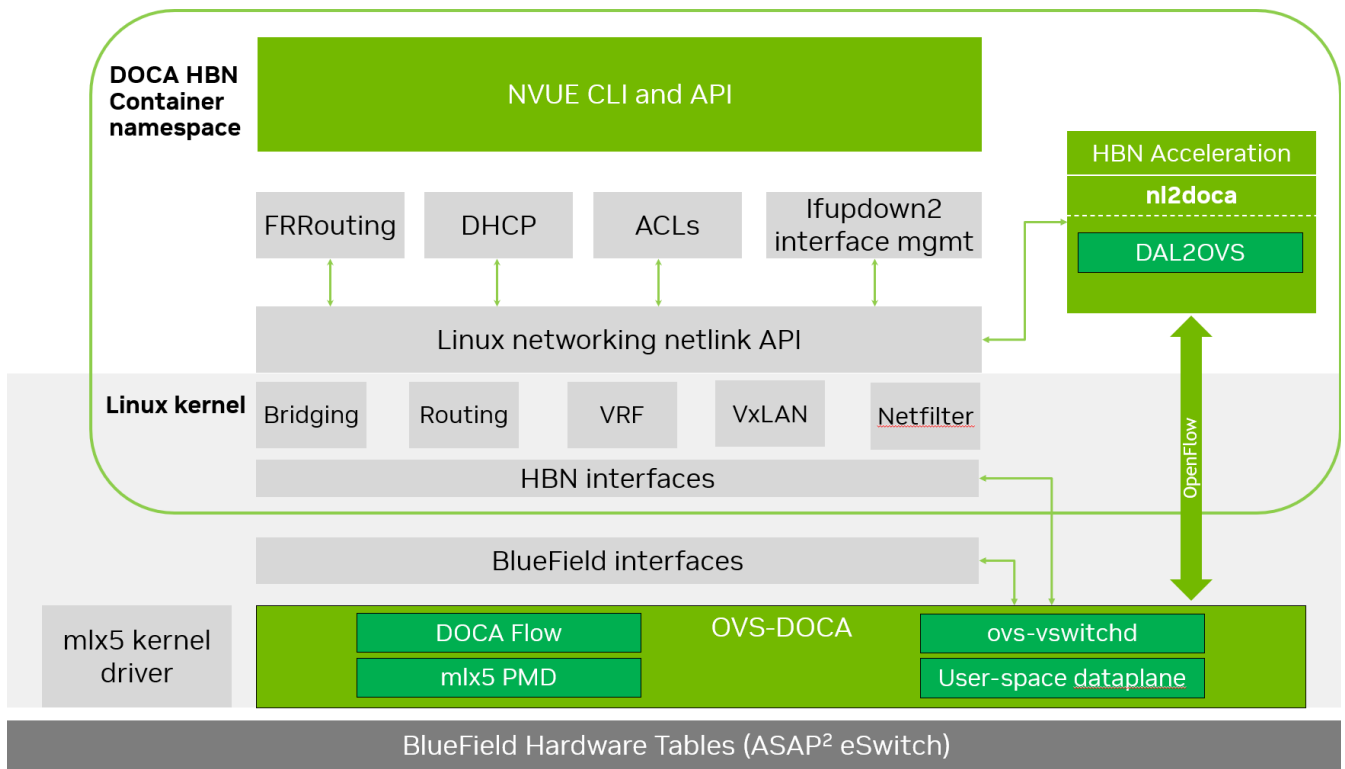 DOCA HBN
Container
namespace
NVUE CLI and API
HBN Acceleration
nl2doca
DAL2OVS
FRRouting
DHCP
ACLs
Ifupdown2
interface mgmt
Linux networking netlink API
Linux kernel
Bridging
Routing
VRF
VxLAN
Netfilter
OpenFlow
HBN interfaces
BlueField interfaces
mlx5 kernel
driver
OVS-DOCA
DOCA Flow
mlx5 PMD
ovs-vswitchd
User-space dataplane
BlueField Hardware Tables (ASAP² eSwitch)